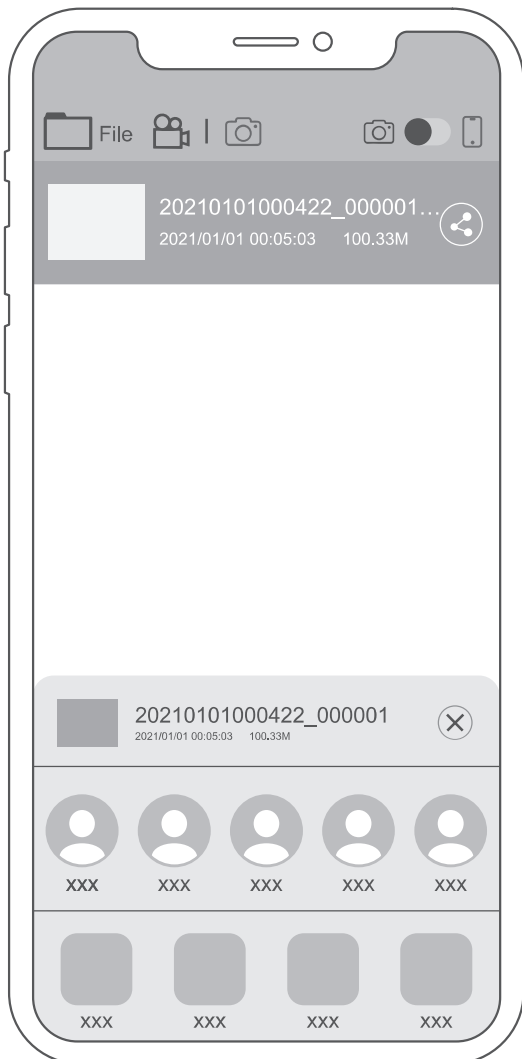 File
20210101000422_000001...
2021/01/01 00:05:03 100.33M
20210101000422_000001
2021/01/01 00:05:03 100.33M
XXX XXX XXX XXX XXX
XXX XXX XXX XXX